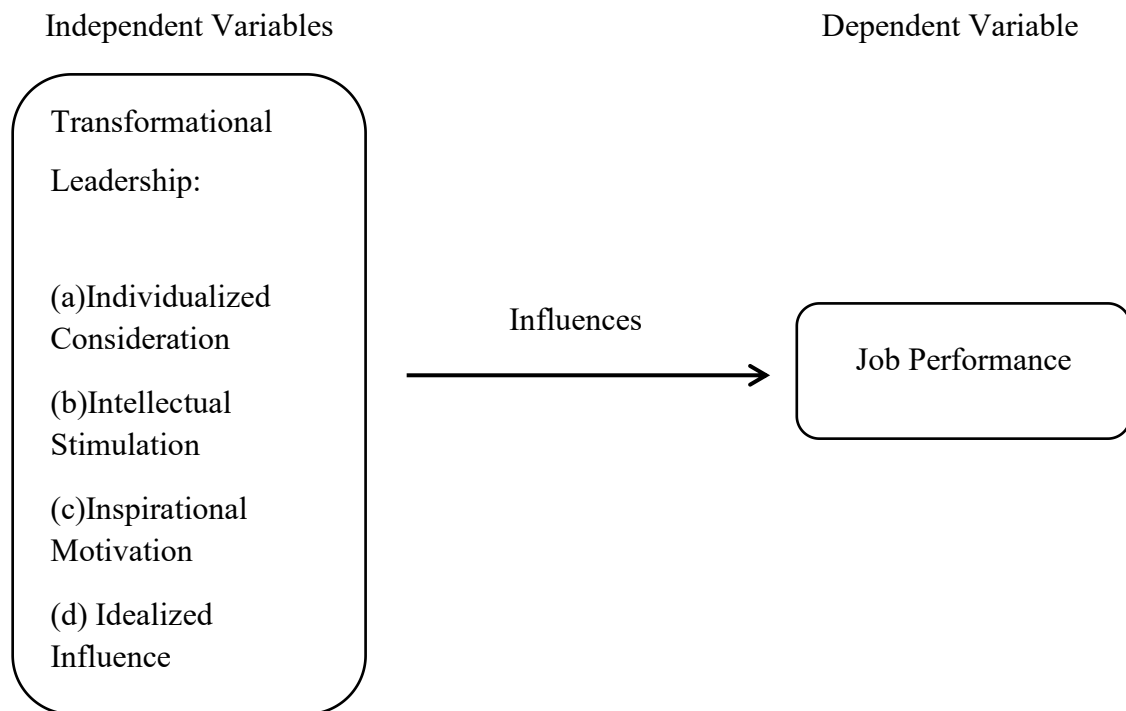 Independent Variables
Dependent Variable
Transformational
Leadership:
(a)Individualized
Consideration
(b)Intellectual
Stimulation
(c)Inspirational
Motivation
(d) Idealized
Influence
Influences
Job Performance